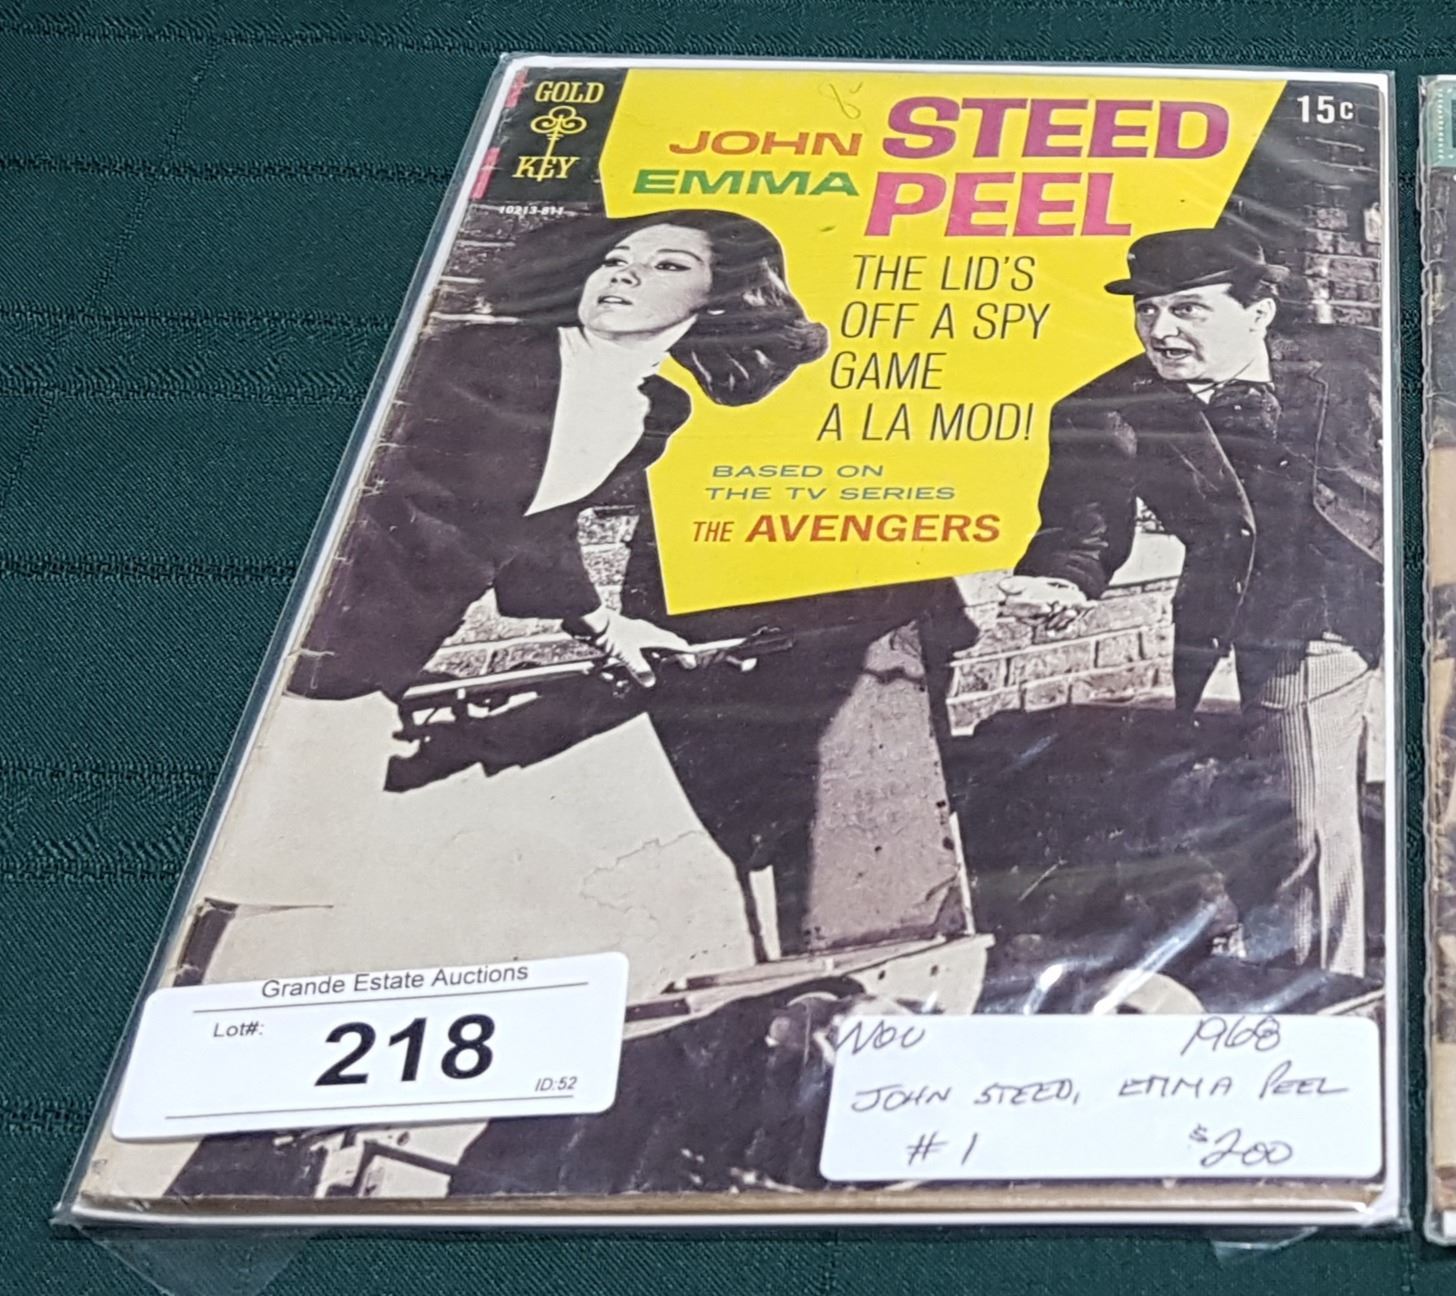 GOLD
KEY
10213-811
15c
JOHN STEED
EMMA PEEL
THE LID'S
OFF A SPY
GAME
A LA MOD!
BASED ON
THE TV SERIES
THE AVENGERS
Grande Estate Auctions
Lot#: 218
ID:52
NOV 1968
JOHN STEED, EMMA PEEL
#1 $200